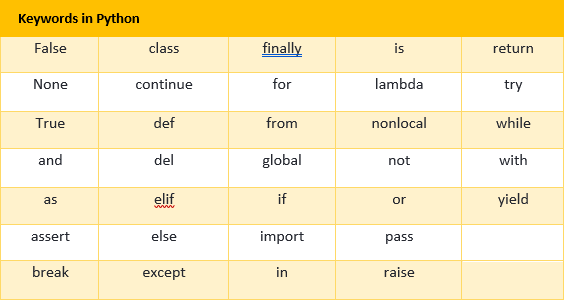 Keywords in Python
False class finally is return
None continue for lambda try
True def from nonlocal while
and del global not with
as elif if or yield
assert else import pass
break except in raise